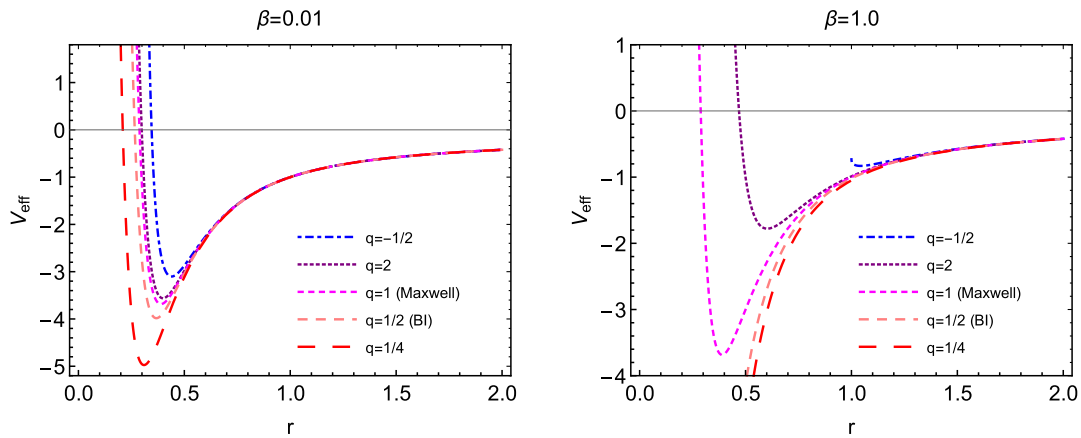 β=0.01
1
0
−1
−2
−3
−4
−5
V_eff
q=−1/2
q=2
q=1 (Maxwell)
q=1/2 (BI)
q=1/4
0.0 0.5 1.0 1.5 2.0
r
β=1.0
1
0
−1
−2
−3
−4
V_eff
q=−1/2
q=2
q=1 (Maxwell)
q=1/2 (BI)
q=1/4
0.0 0.5 1.0 1.5 2.0
r